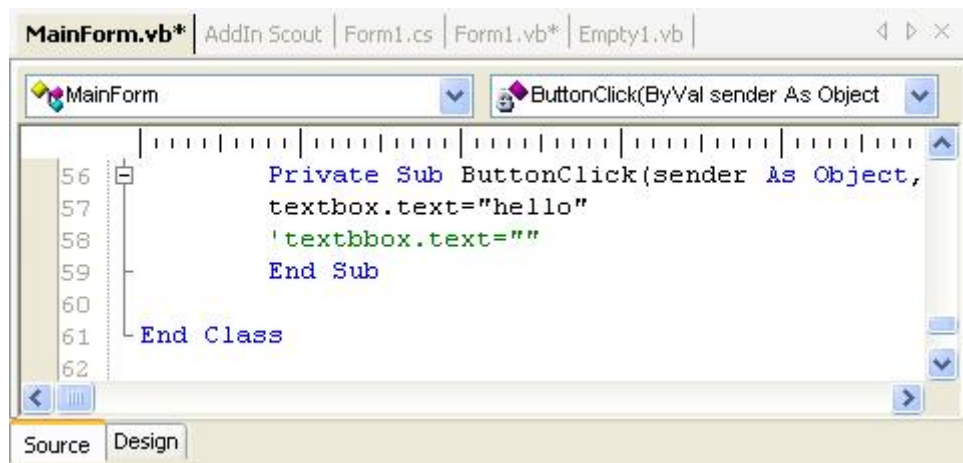 MainForm.vb* AddIn Scout Form1.cs Form1.vb* Empty1.vb
MainForm ButtonClick(ByVal sender As Object
56 Private Sub ButtonClick(sender As Object,
57 textbox.text="hello"
58 'textbbox.text=""
59 End Sub
60
61 End Class
62
Source Design